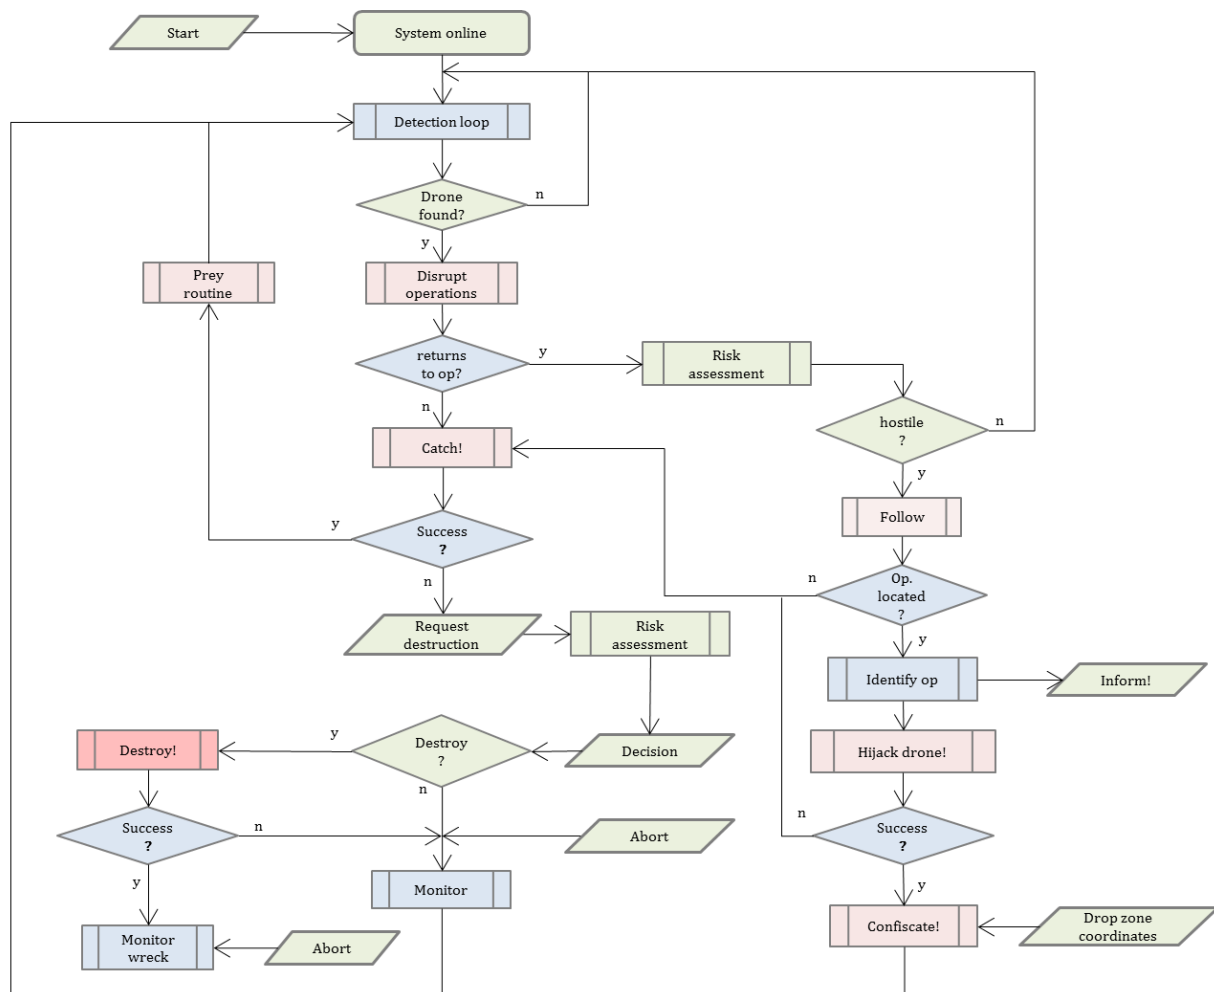 Start
System online
Detection loop
Drone
found?
n
y
Prey
routine
Disrupt
operations
returns
to op?
y
Risk
assessment
n
hostile
?
n
Catch!
y
Follow
y
Success
?
n
Op.
located
?
n
y
Request
destruction
Risk
assessment
Identify op
Inform!
y
Destroy!
Destroy
?
Decision
Hijack drone!
n
Success
?
n
Abort
n
Success
?
y
Monitor
y
Confiscate!
Drop zone
coordinates
Monitor
wreck
Abort